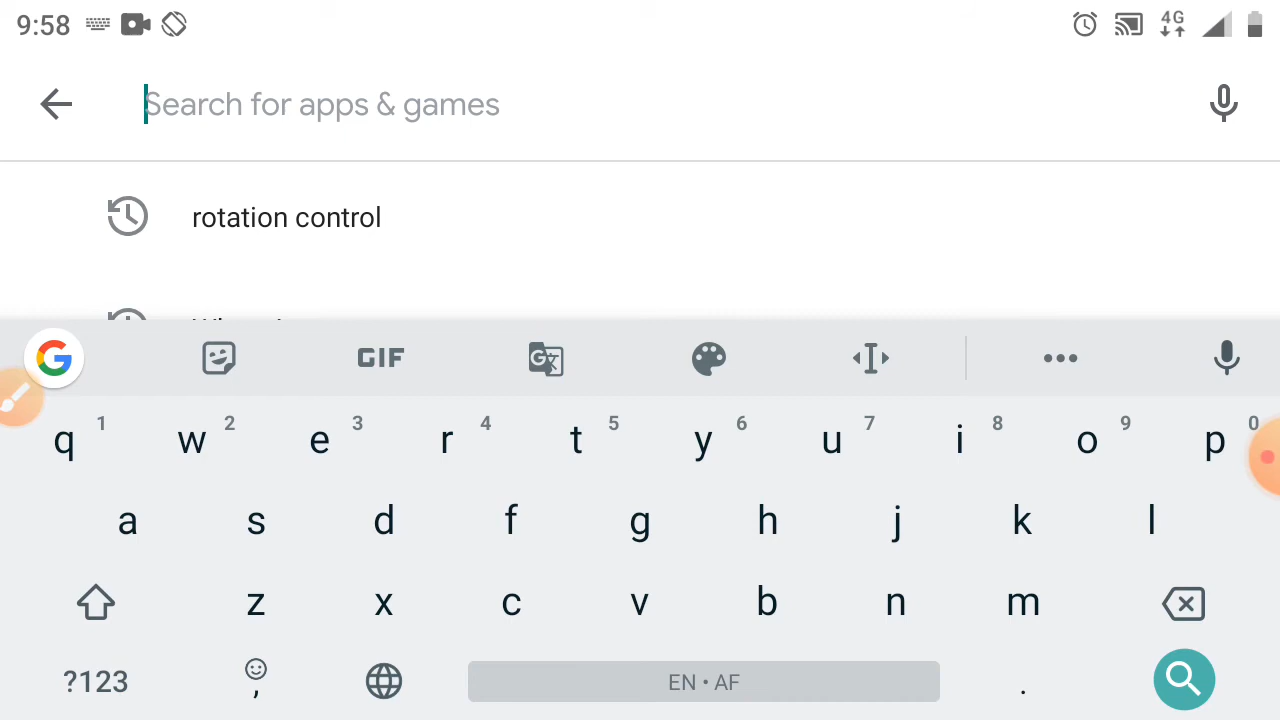 9:58
4G
Search for apps & games
rotation control
GIF
q 1 w 2 e 3 r 4 t 5 y 6 u 7 i 8 o 9 p 0
a s d f g h j k l
z x c v b n m
?123 , EN • AF .